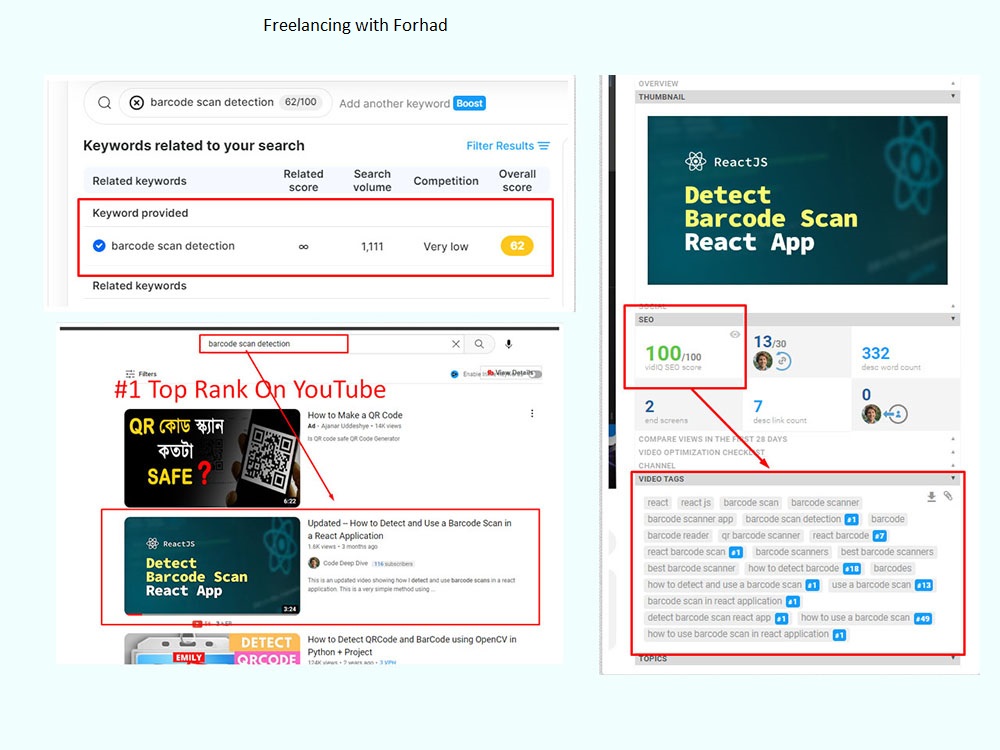 Freelancing with Forhad
barcode scan detection 62/100 Add another keyword Boost
Keywords related to your search Filter Results
Related keywords Related score Search volume Competition Overall score
Keyword provided
barcode scan detection ∞ 1,111 Very low 62
Related keywords
barcode scan detection
Filters Enable View Details
#1 Top Rank On YouTube
QR কোড স্ক্যান
কতটা
SAFE ?
6:22
How to Make a QR Code
Ad - Ajanar Uddeshye • 14K views
Is QR code safe QR Code Generator
ReactJS
Detect
Barcode Scan
React App
3:24
Updated – How to Detect and Use a Barcode Scan in
a React Application
1.6K views • 3 months ago
Code Deep Dive 116 subscribers
This is an updated video showing how I detect and use barcode scans in a react
application. This is a very simple method using ...
EMILY
DETECT
QRCODE
How to Detect QRCode and BarCode using OpenCV in
Python + Project
124K views • 2 years ago • 3 VPH
OVERVIEW
THUMBNAIL
ReactJS
Detect
Barcode Scan
React App
SOCIAL
SEO
100/100
vidIQ SEO score
13/30
332
desc word count
2
end screens
7
desc link count
0
COMPARE VIEWS IN THE FIRST 28 DAYS
VIDEO OPTIMIZATION CHECKLIST
CHANNEL
VIDEO TAGS
react react js barcode scan barcode scanner
barcode scanner app barcode scan detection #1 barcode
barcode reader qr barcode scanner react barcode #7
react barcode scan #1 barcode scanners best barcode scanners
best barcode scanner how to detect barcode #18 barcodes
how to detect and use a barcode scan #1 use a barcode scan #13
barcode scan in react application #1
detect barcode scan react app #1 how to use a barcode scan #49
how to use barcode scan in react application #1
TOPICS